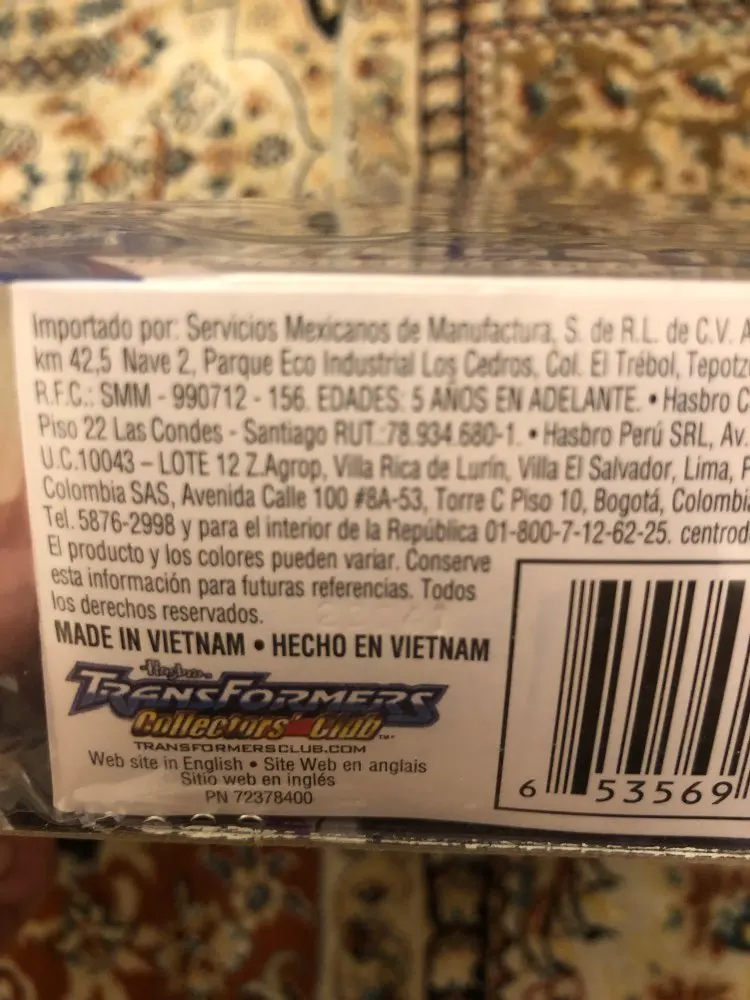 Importado por: Servicios Mexicanos de Manufactura, S. de R.L. de C.V. A
km 42,5 Nave 2, Parque Eco Industrial Los Cedros, Col. El Trébol, Tepotz
R.F.C.: SMM - 990712 - 156. EDADES: 5 AÑOS EN ADELANTE. • Hasbro C
Piso 22 Las Condes - Santiago RUT.:78.934.680-1. • Hasbro Perú SRL, Av.
U.C.10043 – LOTE 12 Z.Agrop, Villa Rica de Lurin, Villa El Salvador, Lima, P
Colombia SAS, Avenida Calle 100 #8A-53, Torre C Piso 10, Bogotá, Colombia
Tel. 5876-2998 y para el interior de la República 01-800-7-12-62-25. centrod
El producto y los colores pueden variar. Conserve
esta información para futuras referencias. Todos
los derechos reservados.
MADE IN VIETNAM • HECHO EN VIETNAM
-Hasbro-
TRANSFORMERS
Collectors' Club™
TRANSFORMERSCLUB.COM
Web site in English • Site Web en anglais
Sitio web en inglés
PN 72378400
6 53569